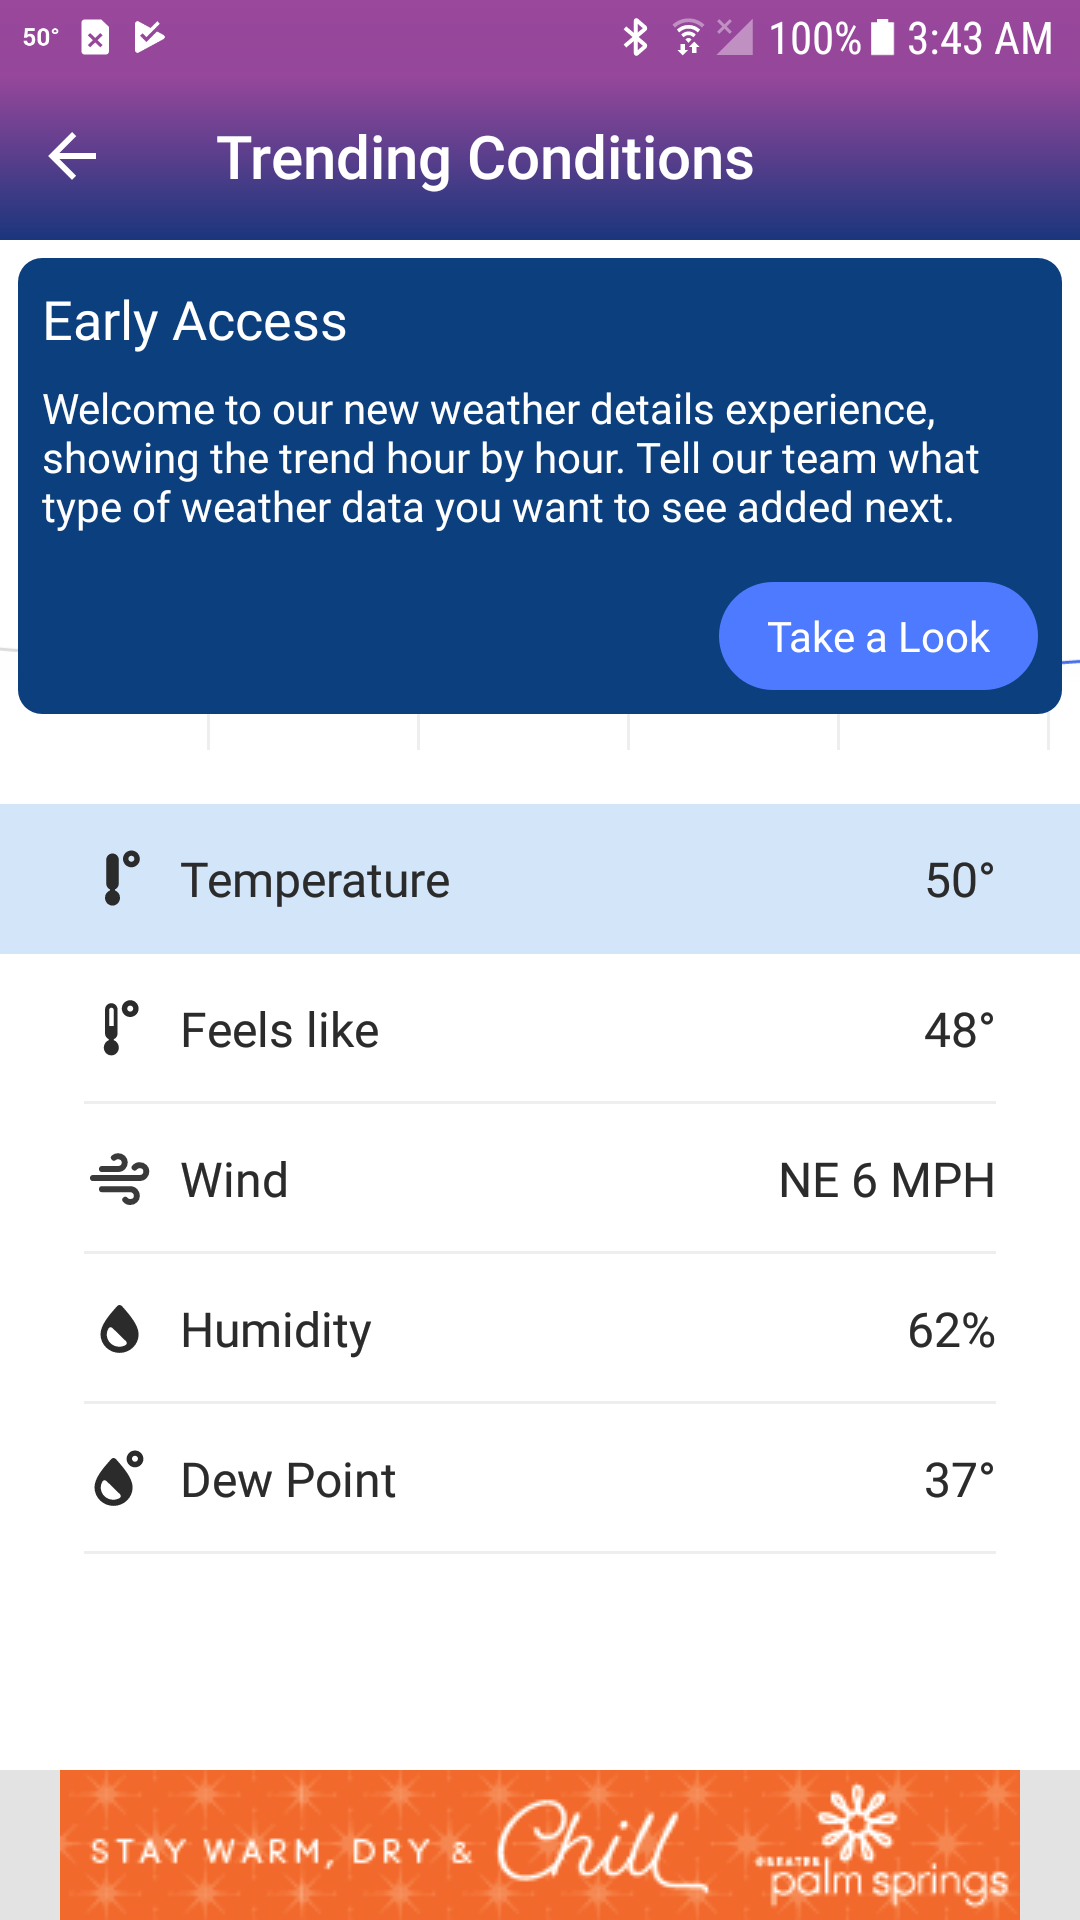 50°
100% 3:43 AM
Trending Conditions
Early Access
Welcome to our new weather details experience,
showing the trend hour by hour. Tell our team what
type of weather data you want to see added next.
Take a Look
Temperature 50°
Feels like 48°
Wind NE 6 MPH
Humidity 62%
Dew Point 37°
STAY WARM, DRY & Chill
GREATER
palm springs